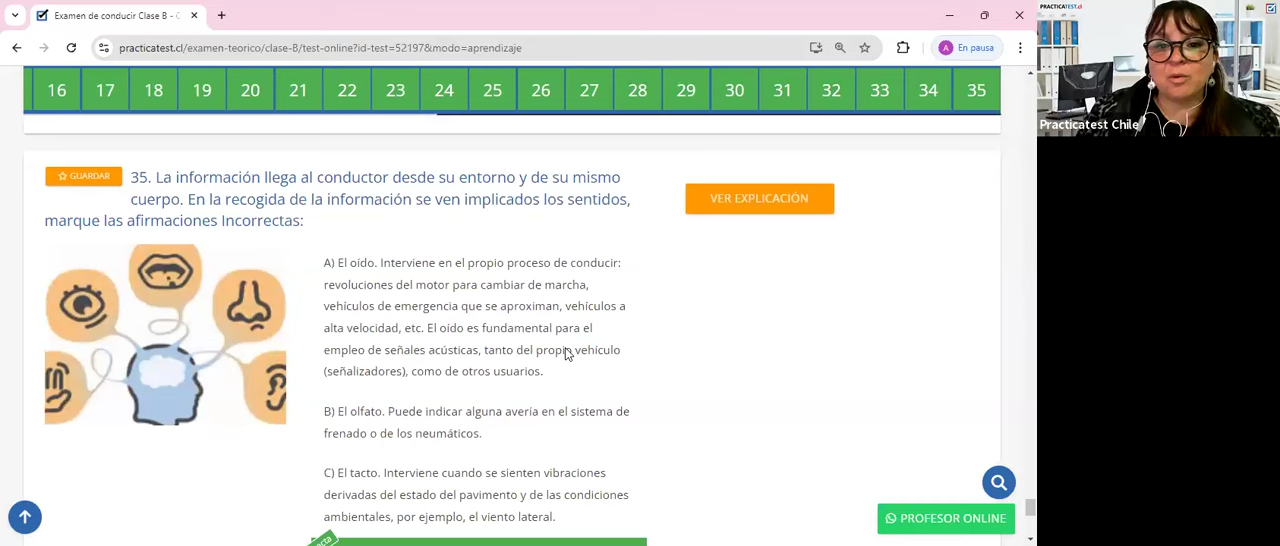 Examen de conducir Clase B - C
practicatest.cl/examen-teorico/clase-B/test-online?id-test=52197&modo=aprendizaje
A
En pausa
16 17 18 19 20 21 22 23 24 25 26 27 28 29 30 31 32 33 34 35
GUARDAR
35. La información llega al conductor desde su entorno y de su mismo
cuerpo. En la recogida de la información se ven implicados los sentidos,
marque las afirmaciones Incorrectas:
VER EXPLICACIÓN
A) El oído. Interviene en el propio proceso de conducir:
revoluciones del motor para cambiar de marcha,
vehículos de emergencia que se aproximan, vehículos a
alta velocidad, etc. El oído es fundamental para el
empleo de señales acústicas, tanto del propio vehículo
(señalizadores), como de otros usuarios.
B) El olfato. Puede indicar alguna avería en el sistema de
frenado o de los neumáticos.
C) El tacto. Interviene cuando se sienten vibraciones
derivadas del estado del pavimento y de las condiciones
ambientales, por ejemplo, el viento lateral.
PROFESOR ONLINE
PRACTICATEST.cl
Practicatest Chile